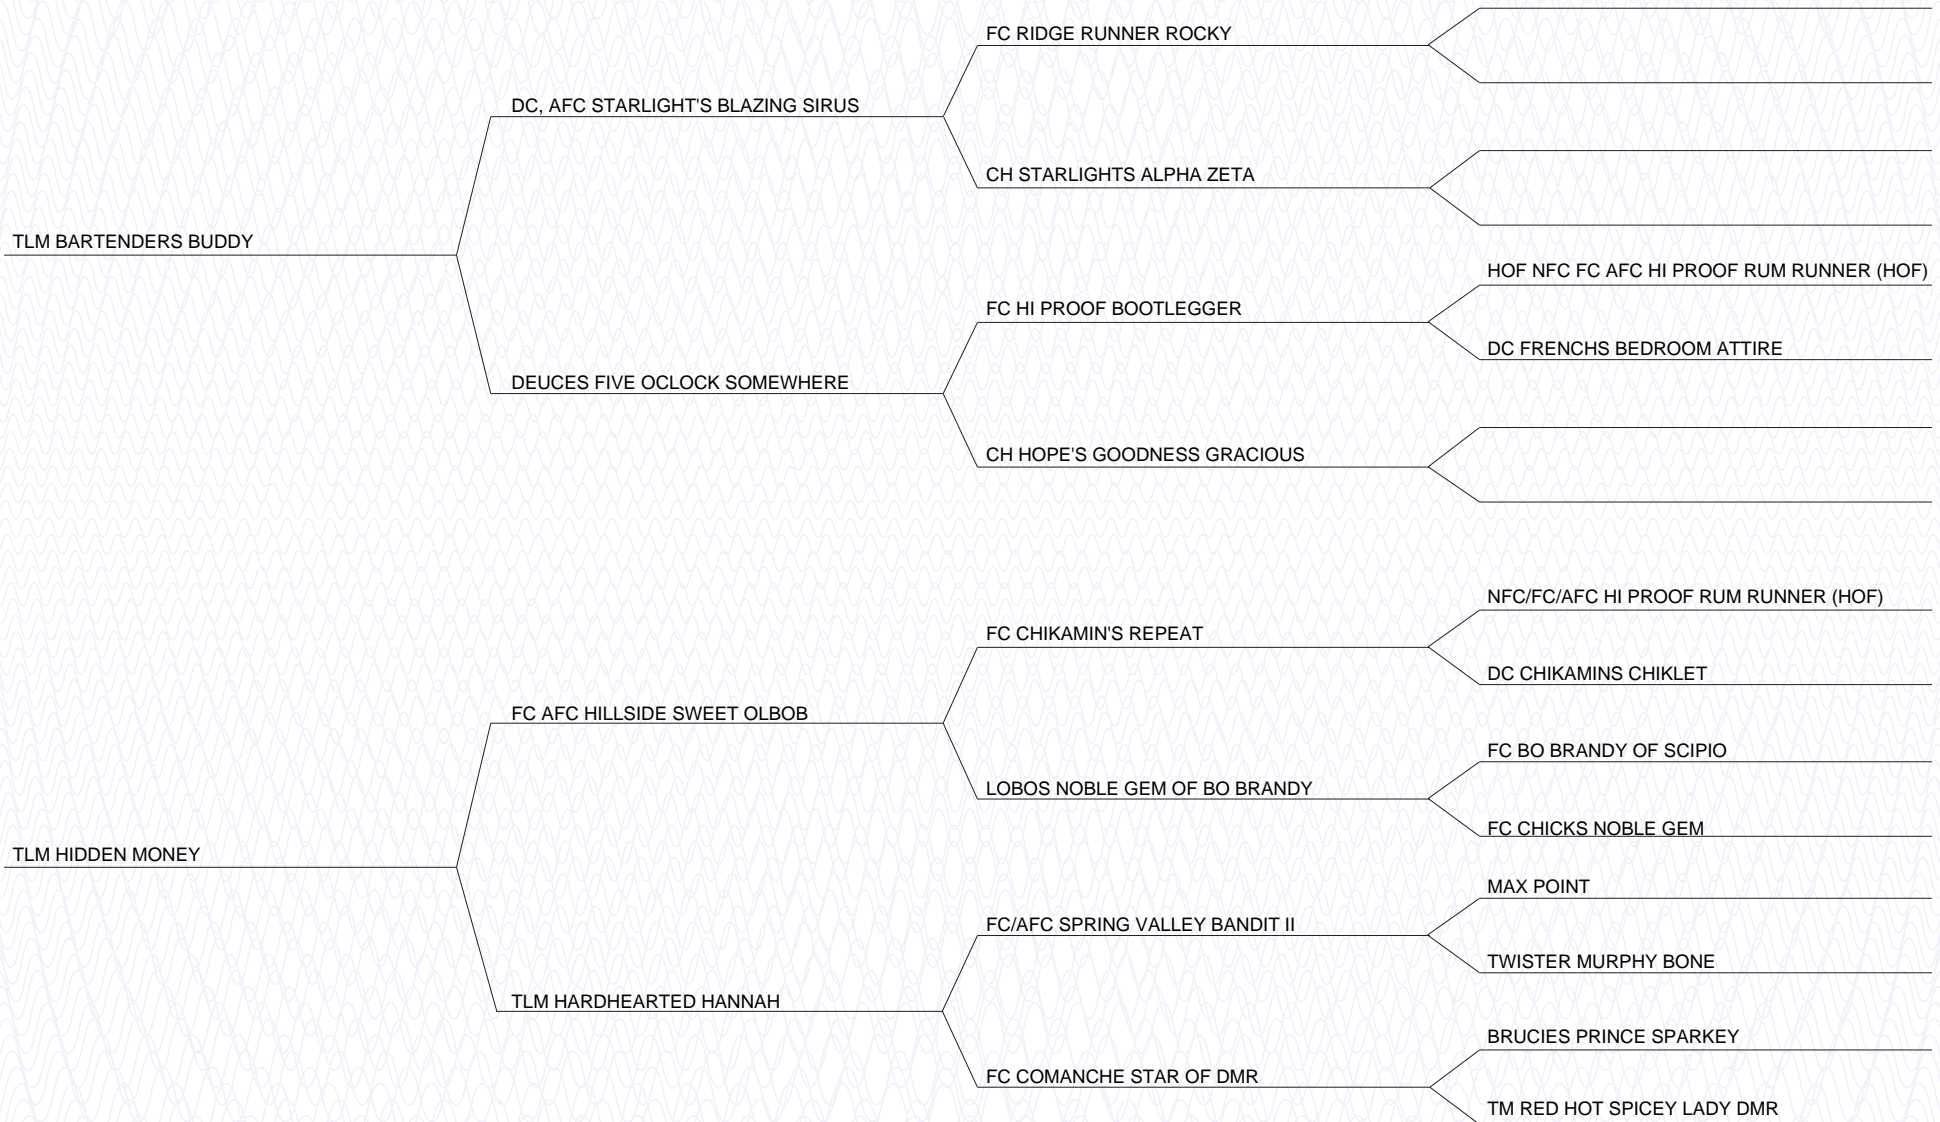 FC RIDGE RUNNER ROCKY
DC, AFC STARLIGHT'S BLAZING SIRUS
CH STARLIGHTS ALPHA ZETA
TLM BARTENDERS BUDDY
HOF NFC FC AFC HI PROOF RUM RUNNER (HOF)
FC HI PROOF BOOTLEGGER
DC FRENCHS BEDROOM ATTIRE
DEUCES FIVE OCLOCK SOMEWHERE
CH HOPE'S GOODNESS GRACIOUS
NFC/FC/AFC HI PROOF RUM RUNNER (HOF)
FC CHIKAMIN'S REPEAT
DC CHIKAMINS CHIKLET
FC AFC HILLSIDE SWEET OLBOB
FC BO BRANDY OF SCIPIO
LOBOS NOBLE GEM OF BO BRANDY
FC CHICKS NOBLE GEM
TLM HIDDEN MONEY
MAX POINT
FC/AFC SPRING VALLEY BANDIT II
TWISTER MURPHY BONE
TLM HARDHEARTED HANNAH
BRUCIES PRINCE SPARKEY
FC COMANCHE STAR OF DMR
TM RED HOT SPICEY LADY DMR